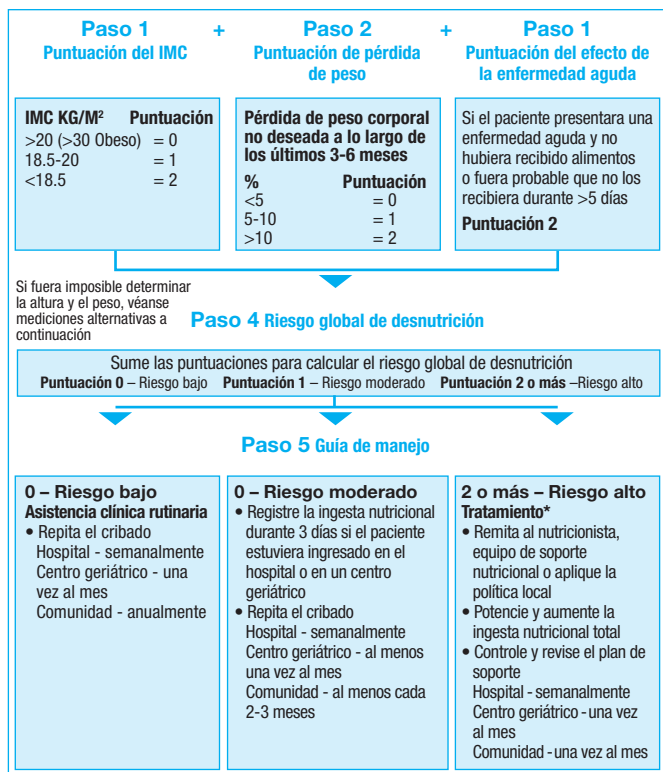 Paso 1 + Paso 2 + Paso 1
Puntuación del IMC
Puntuación de pérdida
de peso
Puntuación del efecto de
la enfermedad aguda
IMC KG/M² Puntuación
>20 (>30 Obeso) = 0
18.5-20 = 1
<18.5 = 2
Pérdida de peso corporal
no deseada a lo largo de
los últimos 3-6 meses
% Puntuación
<5 = 0
5-10 = 1
>10 = 2
Si el paciente presentara una
enfermedad aguda y no
hubiera recibido alimentos
o fuera probable que no los
recibiera durante >5 días
Puntuación 2
Si fuera imposible determinar
la altura y el peso, véanse
mediciones alternativas a
continuación
Paso 4 Riesgo global de desnutrición
Sume las puntuaciones para calcular el riesgo global de desnutrición
Puntuación 0 – Riesgo bajo Puntuación 1 – Riesgo moderado Puntuación 2 o más –Riesgo alto
Paso 5 Guía de manejo
0 – Riesgo bajo
Asistencia clínica rutinaria
• Repita el cribado
Hospital - semanalmente
Centro geriátrico - una
vez al mes
Comunidad - anualmente
0 – Riesgo moderado
• Registre la ingesta nutricional
durante 3 días si el paciente
estuviera ingresado en el
hospital o en un centro
geriátrico
• Repita el cribado
Hospital - semanalmente
Centro geriátrico - al menos
una vez al mes
Comunidad - al menos cada
2-3 meses
2 o más – Riesgo alto
Tratamiento*
• Remita al nutricionista,
equipo de soporte
nutricional o aplique la
política local
• Potencie y aumente la
ingesta nutricional total
• Controle y revise el plan de
soporte
Hospital - semanalmente
Centro geriátrico - una vez
al mes
Comunidad - una vez al mes